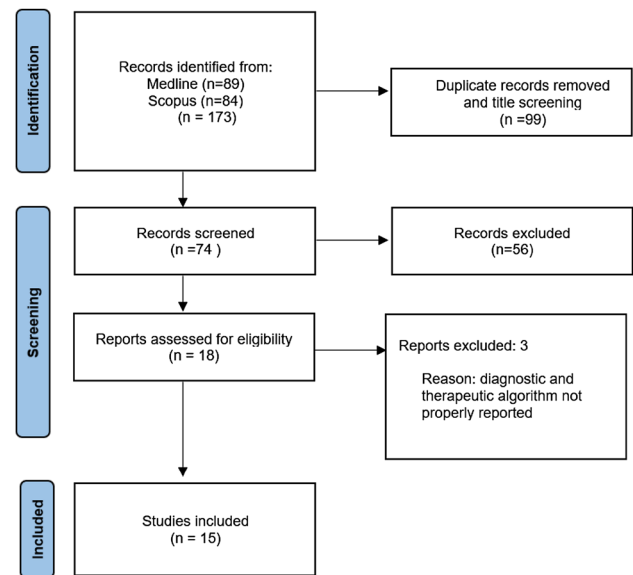 Identification
Records identified from:
Medline (n=89)
Scopus (n=84)
(n = 173)
Duplicate records removed
and title screening
(n =99)
Screening
Records screened
(n =74 )
Records excluded
(n=56)
Reports assessed for eligibility
(n = 18)
Reports excluded: 3
Reason: diagnostic and
therapeutic algorithm not
properly reported
Included
Studies included
(n = 15)